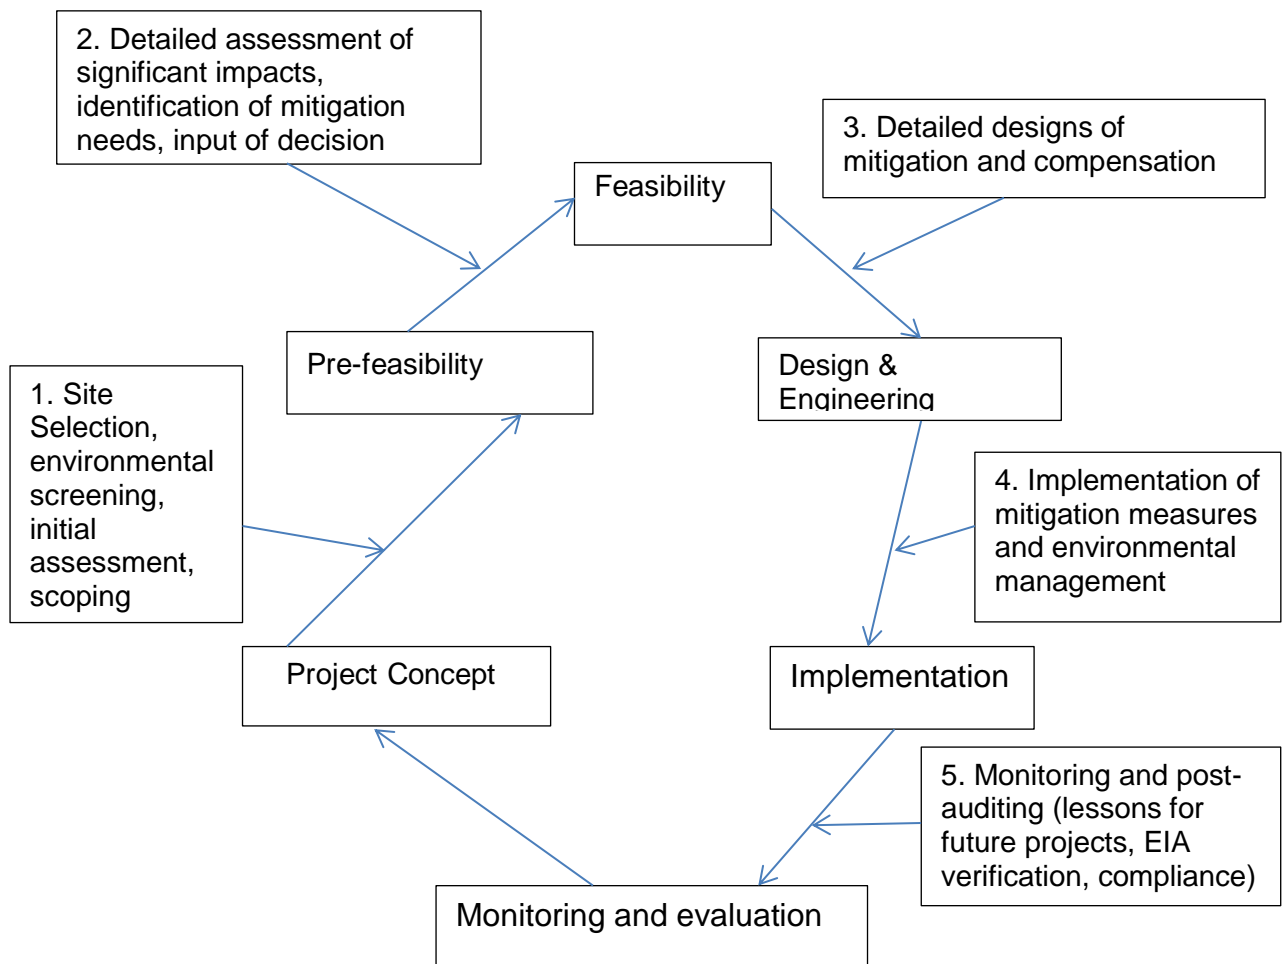 2. Detailed assessment of
significant impacts,
identification of mitigation
needs, input of decision
3. Detailed designs of
mitigation and compensation
Feasibility
Pre-feasibility
Design &
Engineering
1. Site
Selection,
environmental
screening,
initial
assessment,
scoping
4. Implementation of
mitigation measures
and environmental
management
Project Concept
Implementation
5. Monitoring and post-
auditing (lessons for
future projects, EIA
verification, compliance)
Monitoring and evaluation